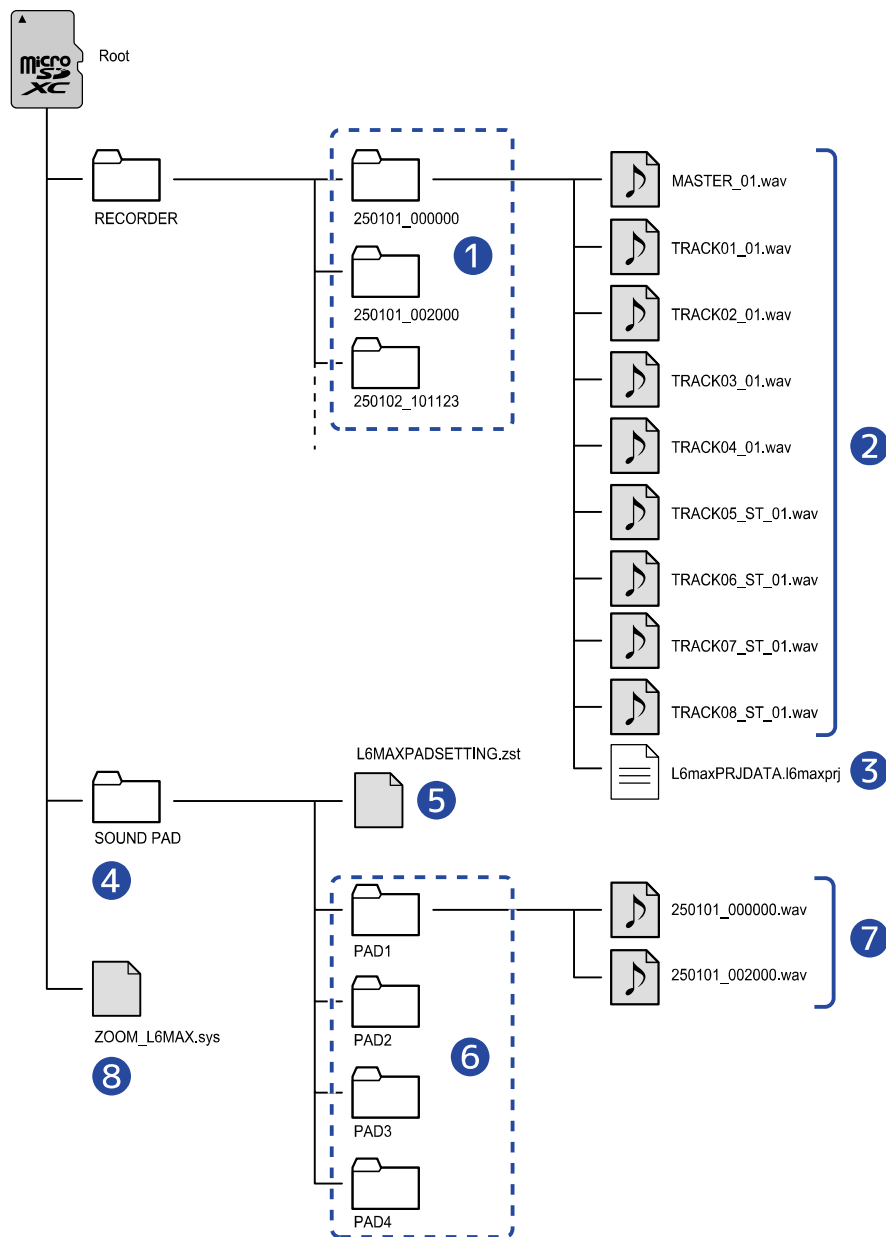 Micro
SD
XC
Root
RECORDER
250101_000000
1
250101_002000
250102_101123
MASTER_01.wav
TRACK01_01.wav
TRACK02_01.wav
TRACK03_01.wav
TRACK04_01.wav
2
TRACK05_ST_01.wav
TRACK06_ST_01.wav
TRACK07_ST_01.wav
TRACK08_ST_01.wav
L6maxPRJDATA.l6maxprj
3
SOUND PAD
4
L6MAXPADSETTING.zst
5
PAD1
PAD2
6
PAD3
PAD4
250101_000000.wav
250101_002000.wav
7
ZOOM_L6MAX.sys
8